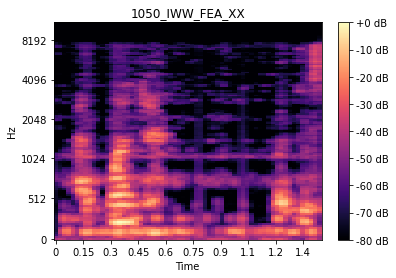 1050_IWW_FEA_XX
+0 dB
8192
-10 dB
4096
-20 dB
-30 dB
2048
Hz
-40 dB
1024
-50 dB
-60 dB
512
-70 dB
0
-80 dB
0 0.15 0.3 0.45 0.6 0.75 0.9 1 1.2 1.4
Time